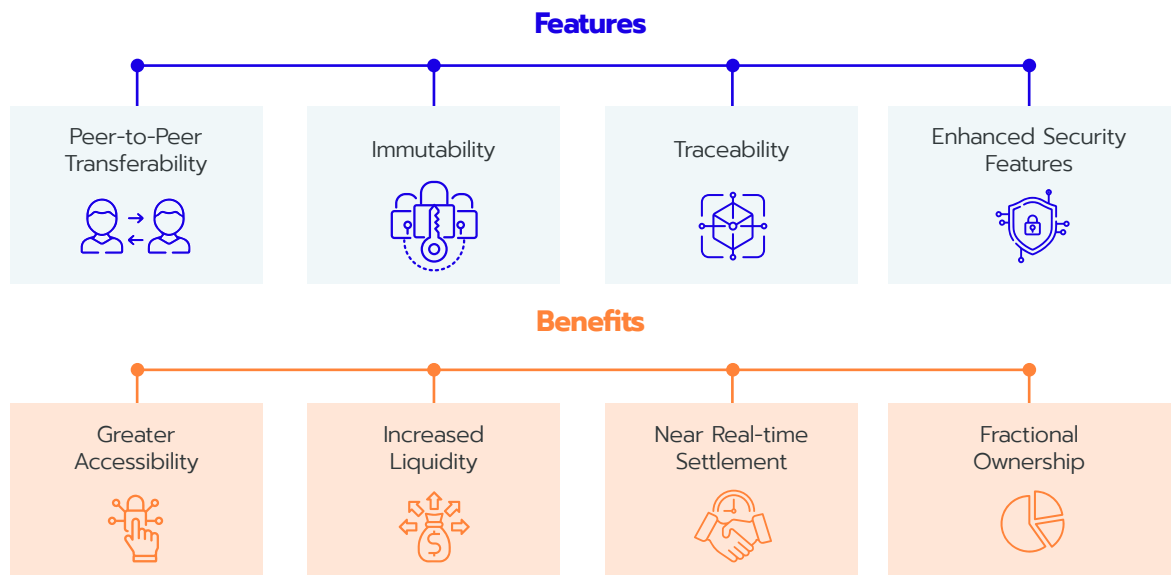 Features
Peer-to-Peer
Transferability
Immutability
Traceability
Enhanced Security
Features
Benefits
Greater
Accessibility
Increased
Liquidity
$
Near Real-time
Settlement
Fractional
Ownership